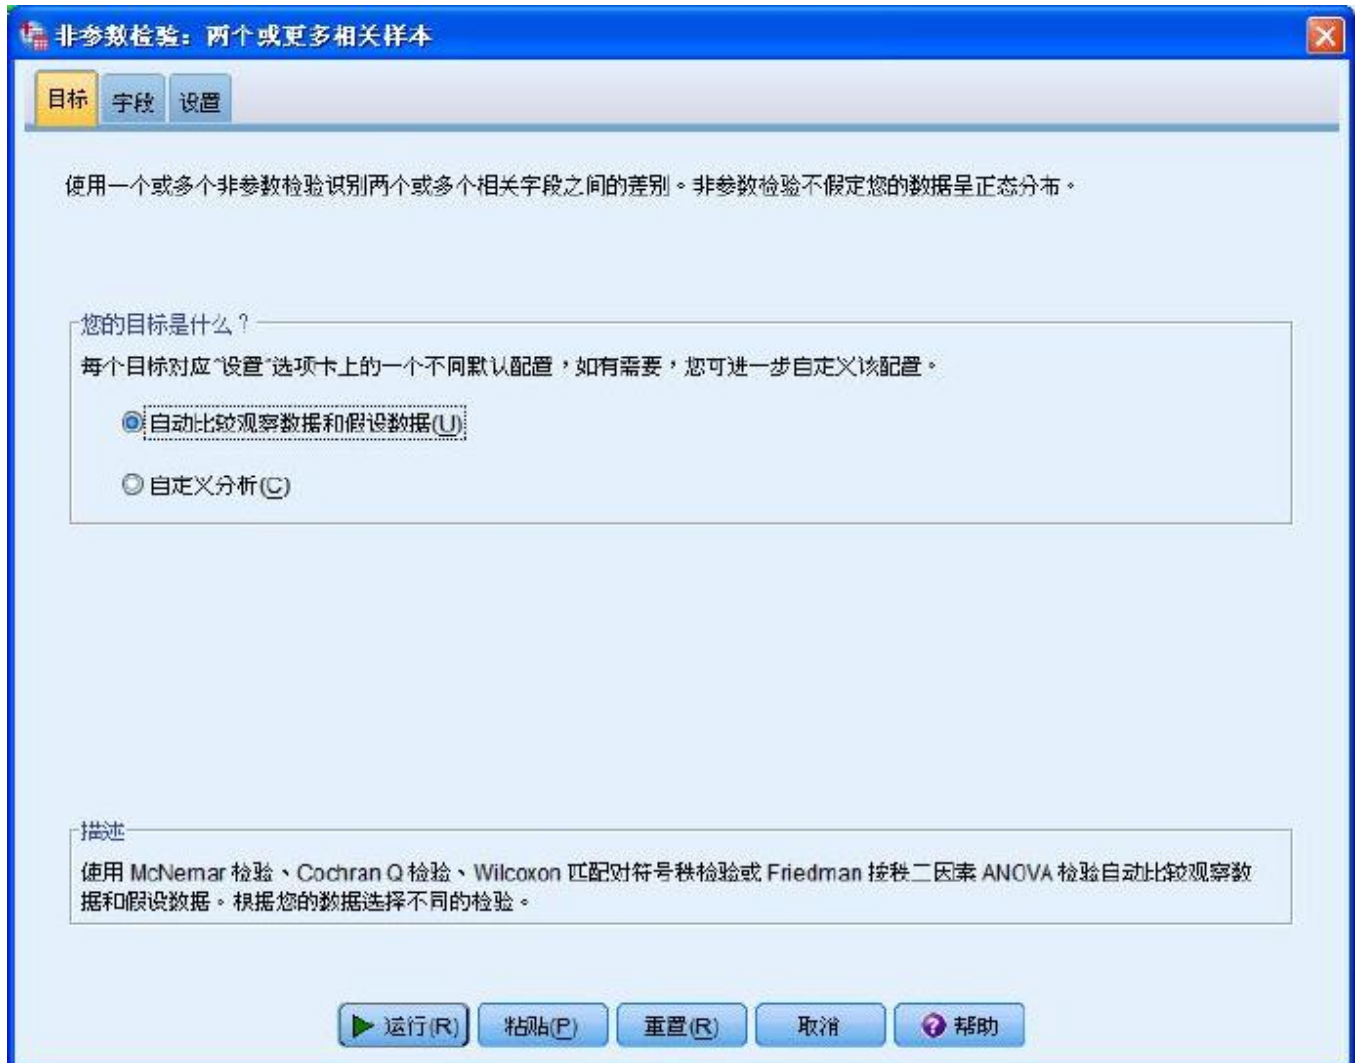 非参数检验：两个或更多相关样本
目标 字段 设置
使用一个或多个非参数检验识别两个或多个相关字段之间的差别。非参数检验不假定您的数据呈正态分布。
您的目标是什么？
每个目标对应“设置”选项卡上的一个不同默认配置，如有需要，您可进一步自定义该配置。
自动比较观察数据和假设数据(U)
自定义分析(C)
描述
使用 McNemar 检验、Cochran Q 检验、Wilcoxon 匹配对符号秩检验或 Friedman 按秩二因素 ANOVA 检验自动比较观察数
据和假设数据。根据您的数据选择不同的检验。
运行(R) 粘贴(P) 重置(R) 取消 帮助